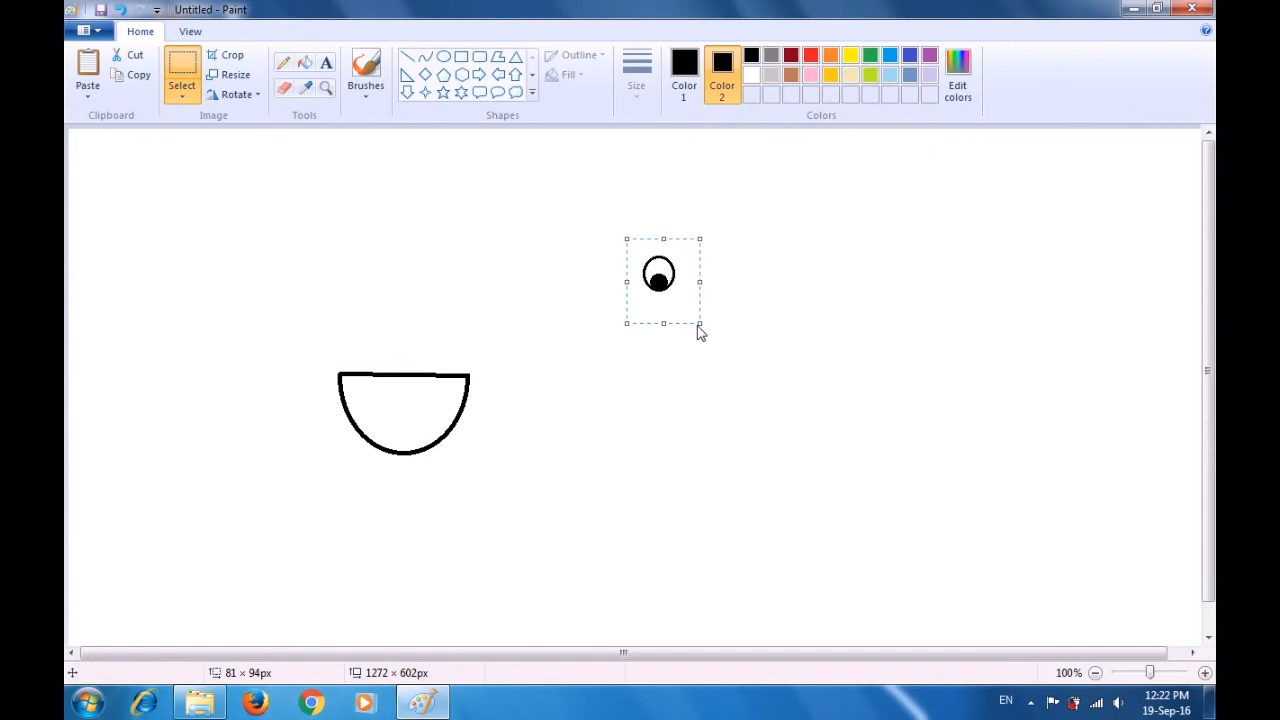 Untitled - Paint
Home View
Paste
Cut
Copy
Clipboard
Select
Crop
Resize
Rotate
Image
A
Tools
Brushes
Outline
Fill
Shapes
Size
Color 1
Color 2
Edit colors
Colors
81 × 94px
1272 × 602px
100%
EN
12:22 PM
19-Sep-16